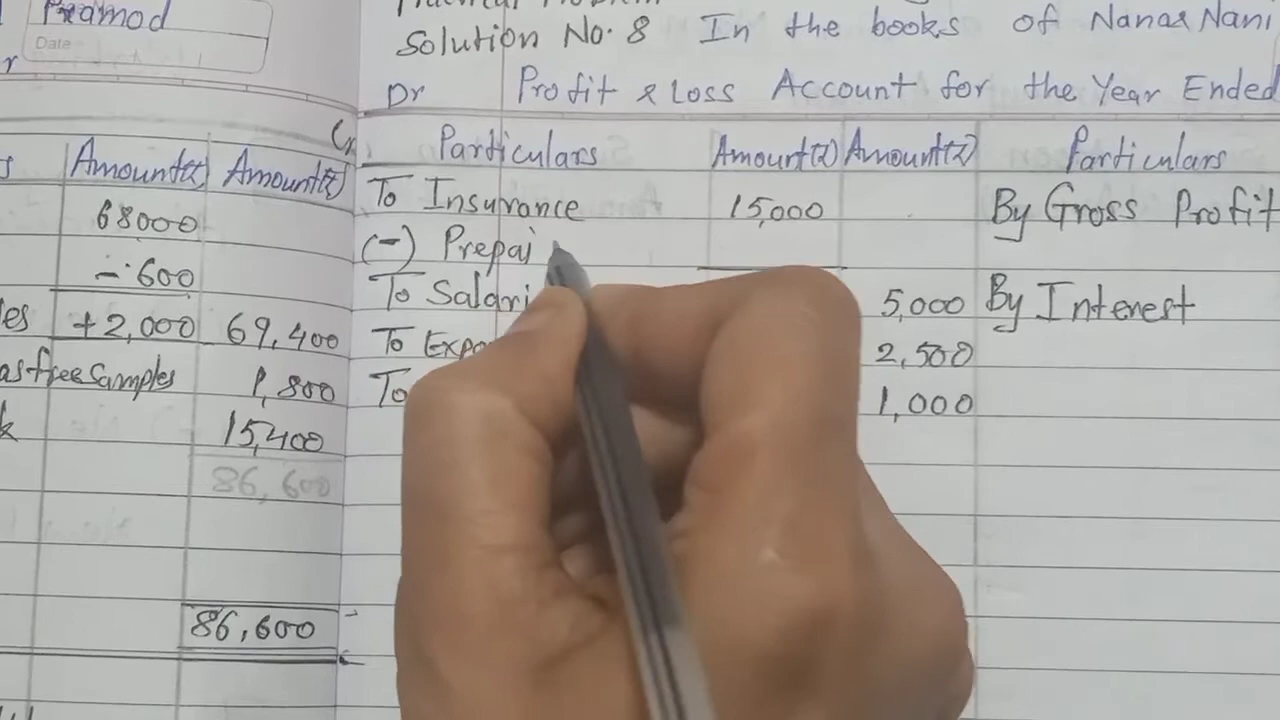 Pramod
Date
Solution No. 8 In the books of Nana & Nani
Dr Profit & Loss Account for the Year Ended
Amount(₹) Amount(₹)
68000
- 600
+2,000 69,400
as free samples 1,800
15,400
86,600
86,600
Particulars Amount(₹) Amount(₹) Particulars
To Insurance 15,000 By Gross Profit
(-) Prepai
To Salari 5,000 By Interest
To Expo 2,500
To 1,000